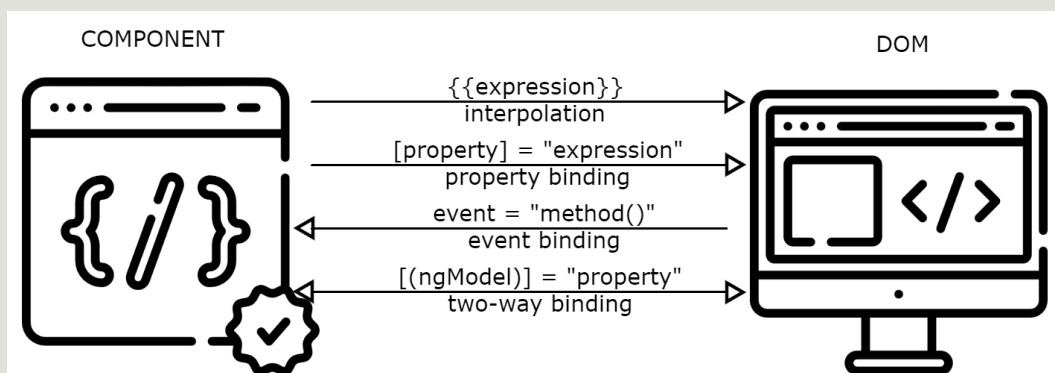 COMPONENT
DOM
{{expression}}
interpolation
[property] = "expression"
property binding
event = "method()"
event binding
[(ngModel)] = "property"
two-way binding